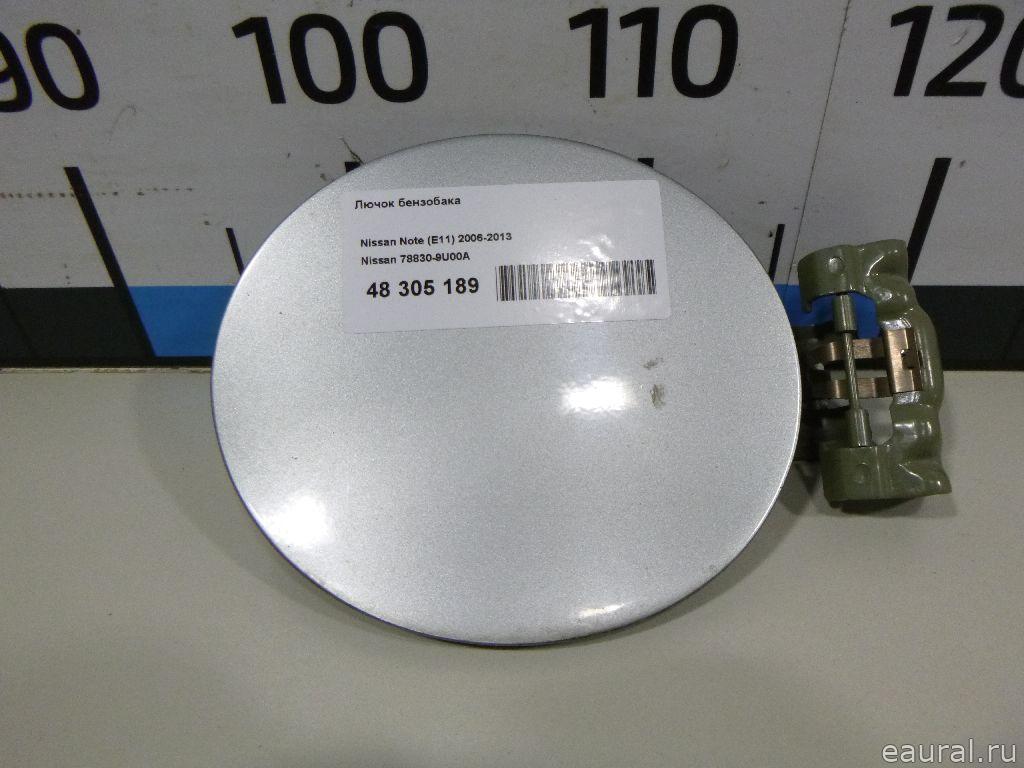 90 100 110 120
Лючок бензобака
Nissan Note (E11) 2006-2013
Nissan 78830-9U00A
48 305 189
eaural.ru